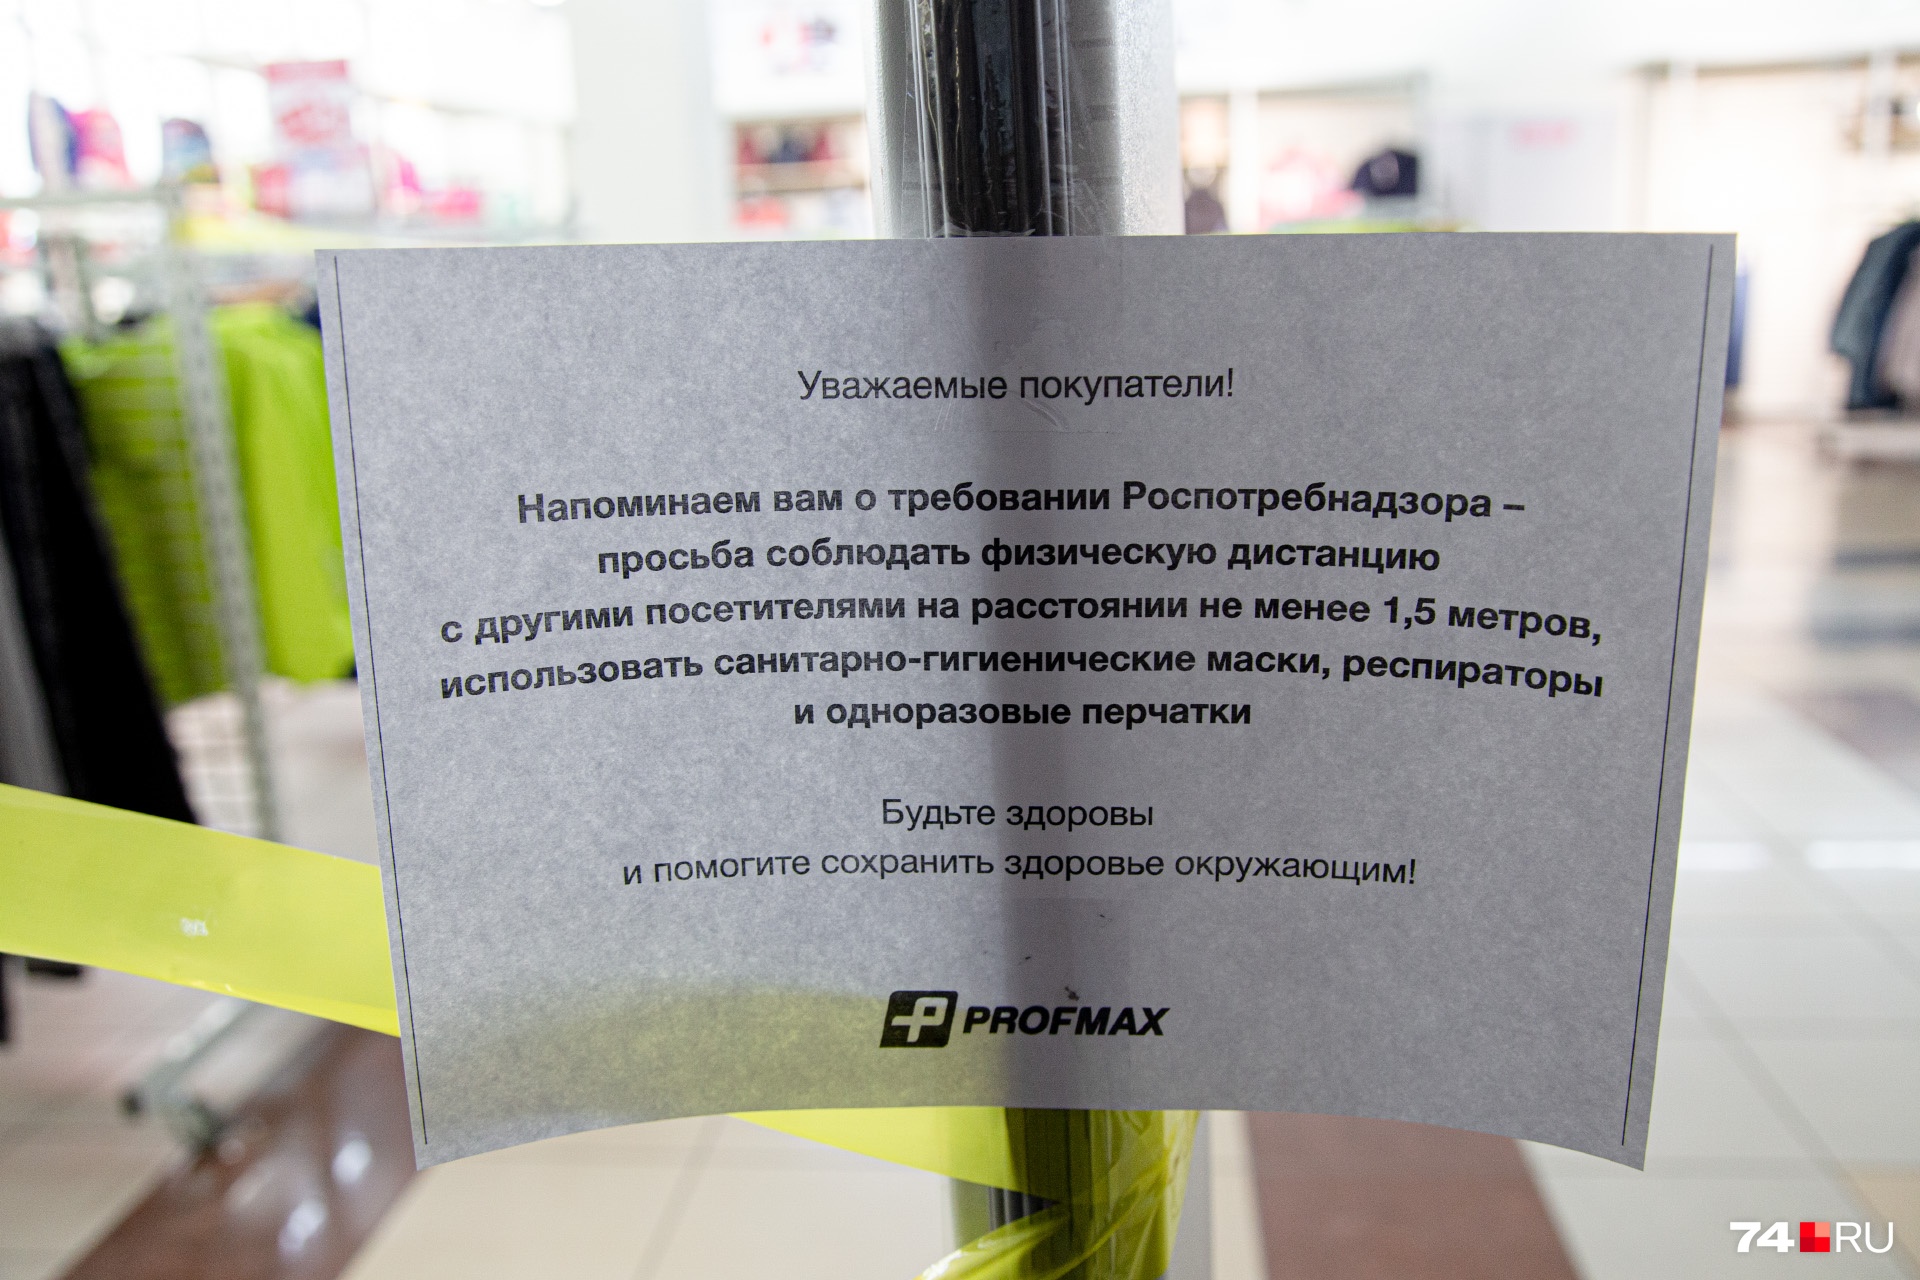 Уважаемые покупатели!
Напоминаем вам о требовании Роспотребнадзора –
просьба соблюдать физическую дистанцию
с другими посетителями на расстоянии не менее 1,5 метров,
использовать санитарно-гигиенические маски, респираторы
и одноразовые перчатки
Будьте здоровы
и помогите сохранить здоровье окружающим!
PROFMAX
74 RU